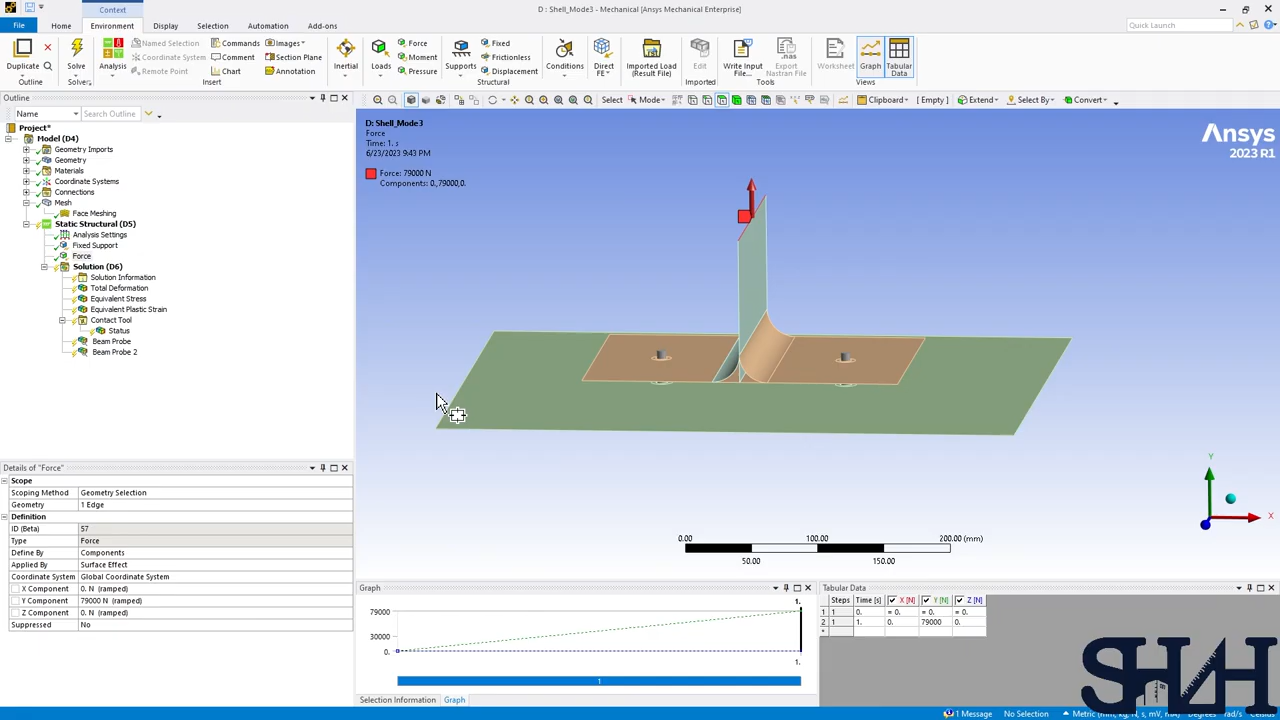 Context
D : Shell_Mode3 - Mechanical [Ansys Mechanical Enterprise]
File Home Environment Display Selection Automation Add-ons Quick Launch
Duplicate
Outline
Solve
Solver
Analysis
Named Selection
Coordinate System
Remote Point
Commands
Comment
Chart
Images
Section Plane
Annotation
Insert
Inertial
Loads
Force
Moment
Pressure
Supports
Fixed
Frictionless
Displacement
Structural
Conditions
Direct
FE
Imported Load
(Result File)
Edit
Imported
Write Input
File...
Export
Nastran File
Tools
Worksheet
Graph
Tabular
Data
Views
Select Mode Clipboard [ Empty ] Extend Select By Convert
Outline
Name Search Outline
Project*
Model (D4)
Geometry Imports
Geometry
Materials
Coordinate Systems
Connections
Mesh
Face Meshing
Static Structural (D5)
Analysis Settings
Fixed Support
Force
Solution (D6)
Solution Information
Total Deformation
Equivalent Stress
Equivalent Plastic Strain
Contact Tool
Status
Beam Probe
Beam Probe 2
D: Shell_Mode3
Force
Time: 1. s
6/23/2023 9:43 PM
Force: 79000 N
Components: 0.,79000,0.
Ansys
2023 R1
Y
X
0.00 100.00 200.00 (mm)
50.00 150.00
Details of "Force"
Scope
Scoping Method Geometry Selection
Geometry 1 Edge
Definition
ID (Beta) 57
Type Force
Define By Components
Applied By Surface Effect
Coordinate System Global Coordinate System
X Component 0. N (ramped)
Y Component 79000 N (ramped)
Z Component 0. N (ramped)
Suppressed No
Graph
1.
79000
30000
0.
1.
1
Selection Information Graph
Tabular Data
Steps Time [s] X [N] Y [N] Z [N]
1 1 0. = 0. = 0. = 0.
2 1 1. 0. 79000 0.
*
SHH
1 Message No Selection Metric (mm, kg, N, s, mV, mA) Degrees rad/s Celsius